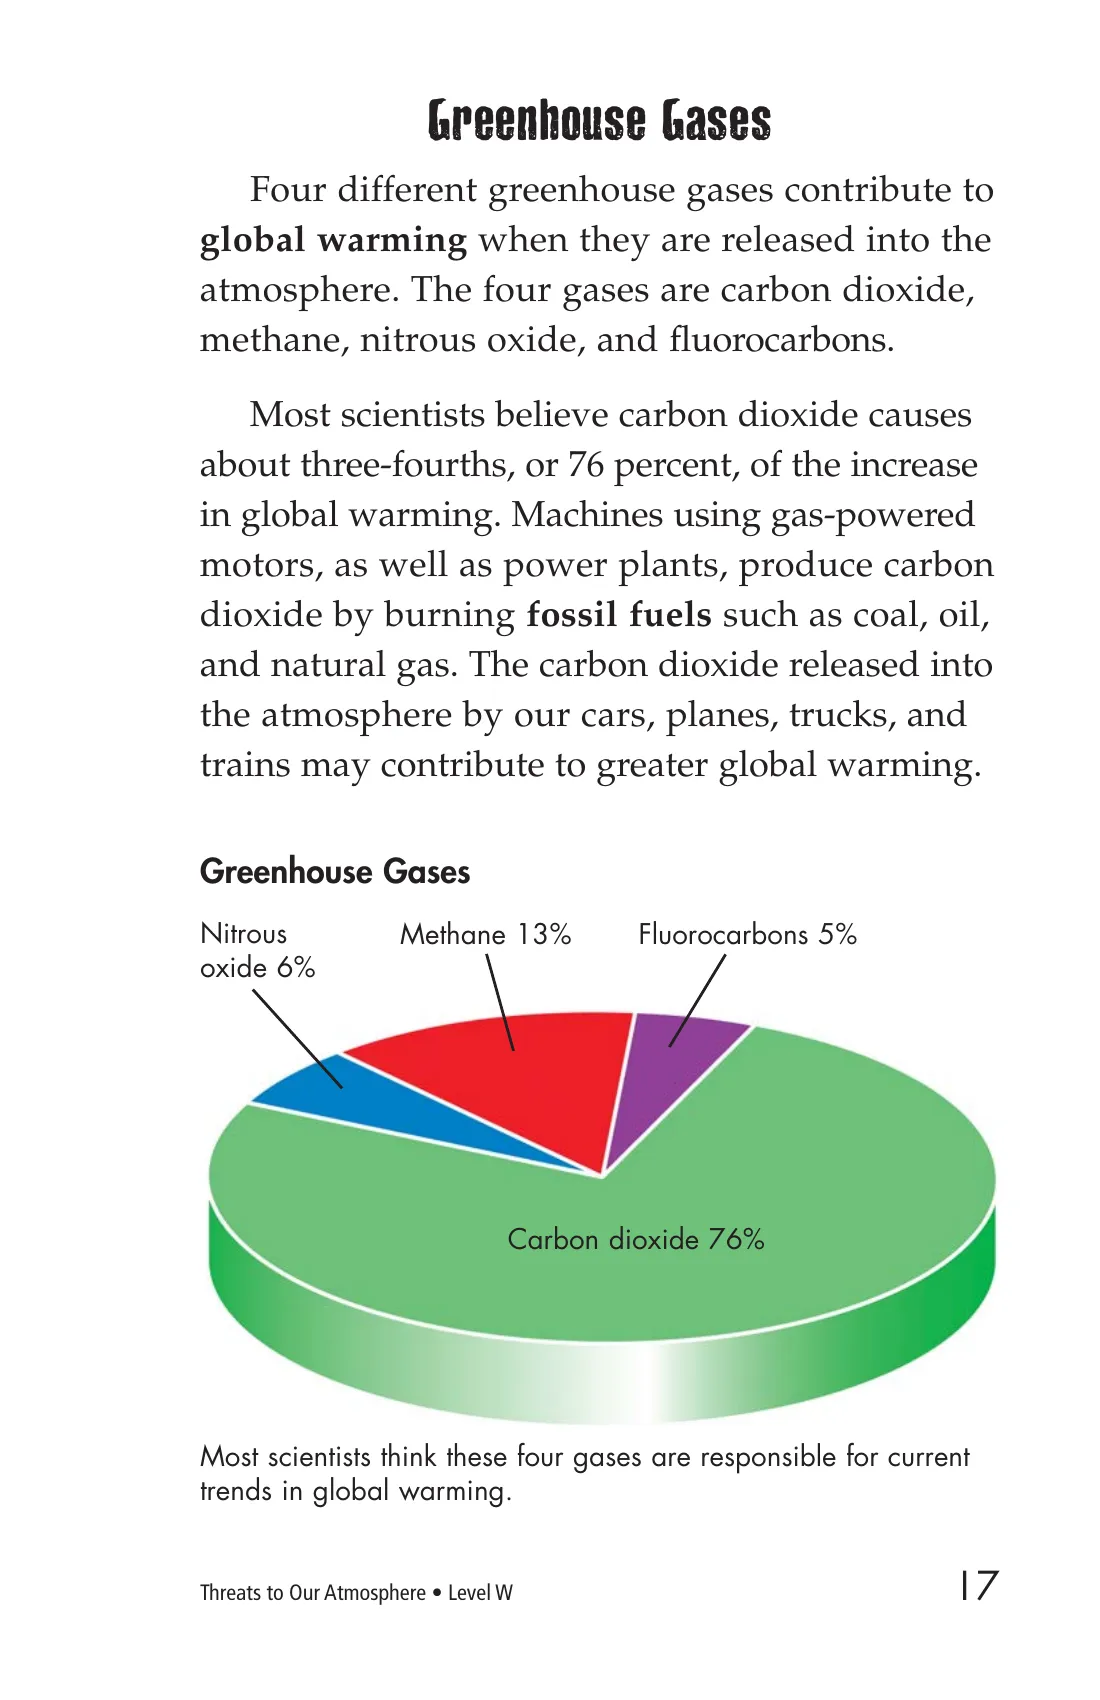 Greenhouse Gases
Four different greenhouse gases contribute to
global warming when they are released into the
atmosphere. The four gases are carbon dioxide,
methane, nitrous oxide, and fluorocarbons.
Most scientists believe carbon dioxide causes
about three-fourths, or 76 percent, of the increase
in global warming. Machines using gas-powered
motors, as well as power plants, produce carbon
dioxide by burning fossil fuels such as coal, oil,
and natural gas. The carbon dioxide released into
the atmosphere by our cars, planes, trucks, and
trains may contribute to greater global warming.
Greenhouse Gases
Nitrous
oxide 6%
Methane 13%
Fluorocarbons 5%
Carbon dioxide 76%
Most scientists think these four gases are responsible for current
trends in global warming.
Threats to Our Atmosphere • Level W
17